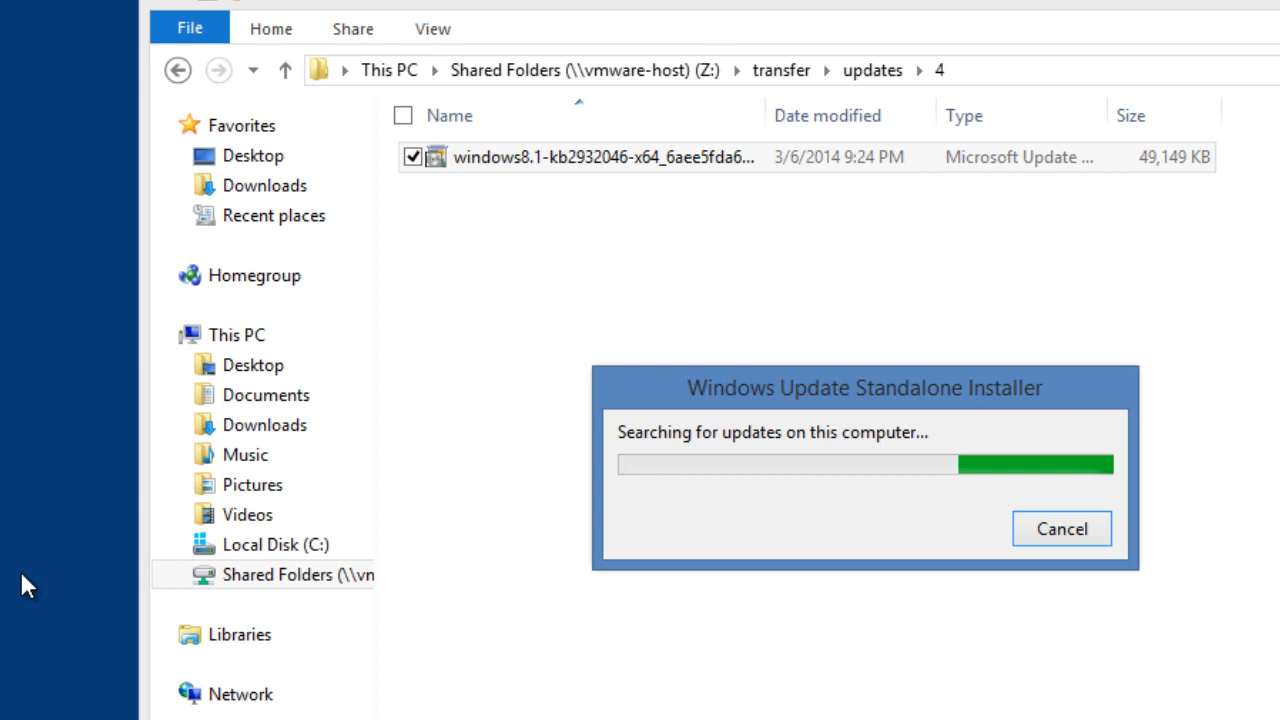 File Home Share View
This PC Shared Folders (\\vmware-host) (Z:) transfer updates 4
Name Date modified Type Size
windows8.1-kb2932046-x64_6aee5fda6... 3/6/2014 9:24 PM Microsoft Update ... 49,149 KB
Favorites
Desktop
Downloads
Recent places
Homegroup
This PC
Desktop
Documents
Downloads
Music
Pictures
Videos
Local Disk (C:)
Shared Folders (\\vn
Libraries
Network
Windows Update Standalone Installer
Searching for updates on this computer...
Cancel